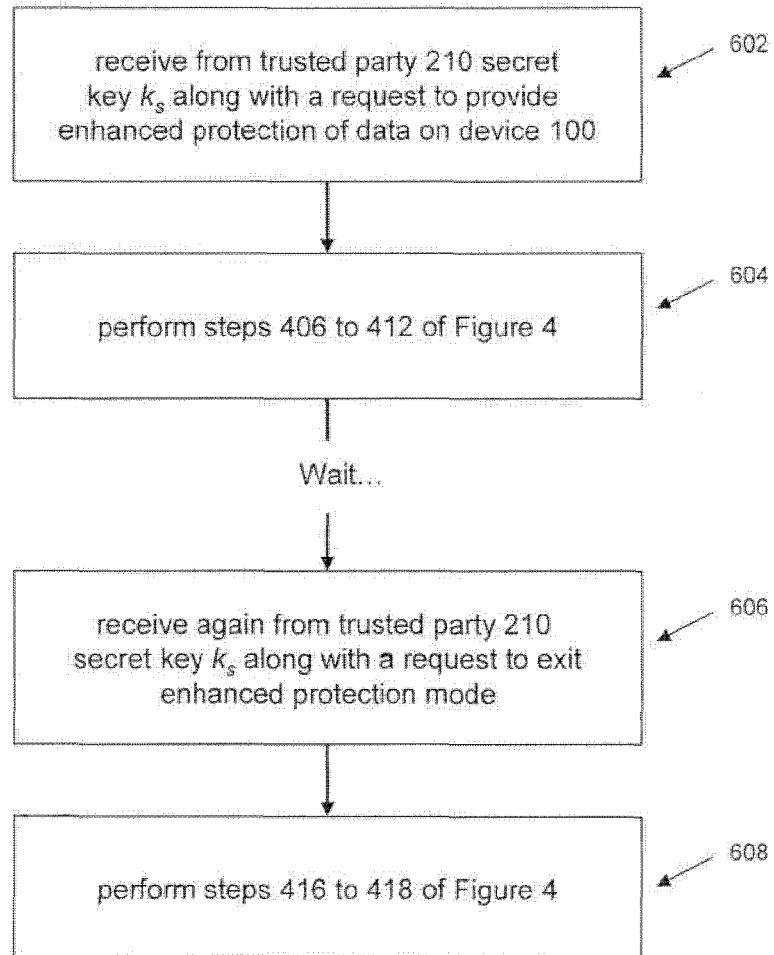 receive from trusted party 210 secret
key kₛ along with a request to provide
enhanced protection of data on device 100
602
perform steps 406 to 412 of Figure 4
604
Wait...
receive again from trusted party 210
secret key kₛ along with a request to exit
enhanced protection mode
606
perform steps 416 to 418 of Figure 4
608